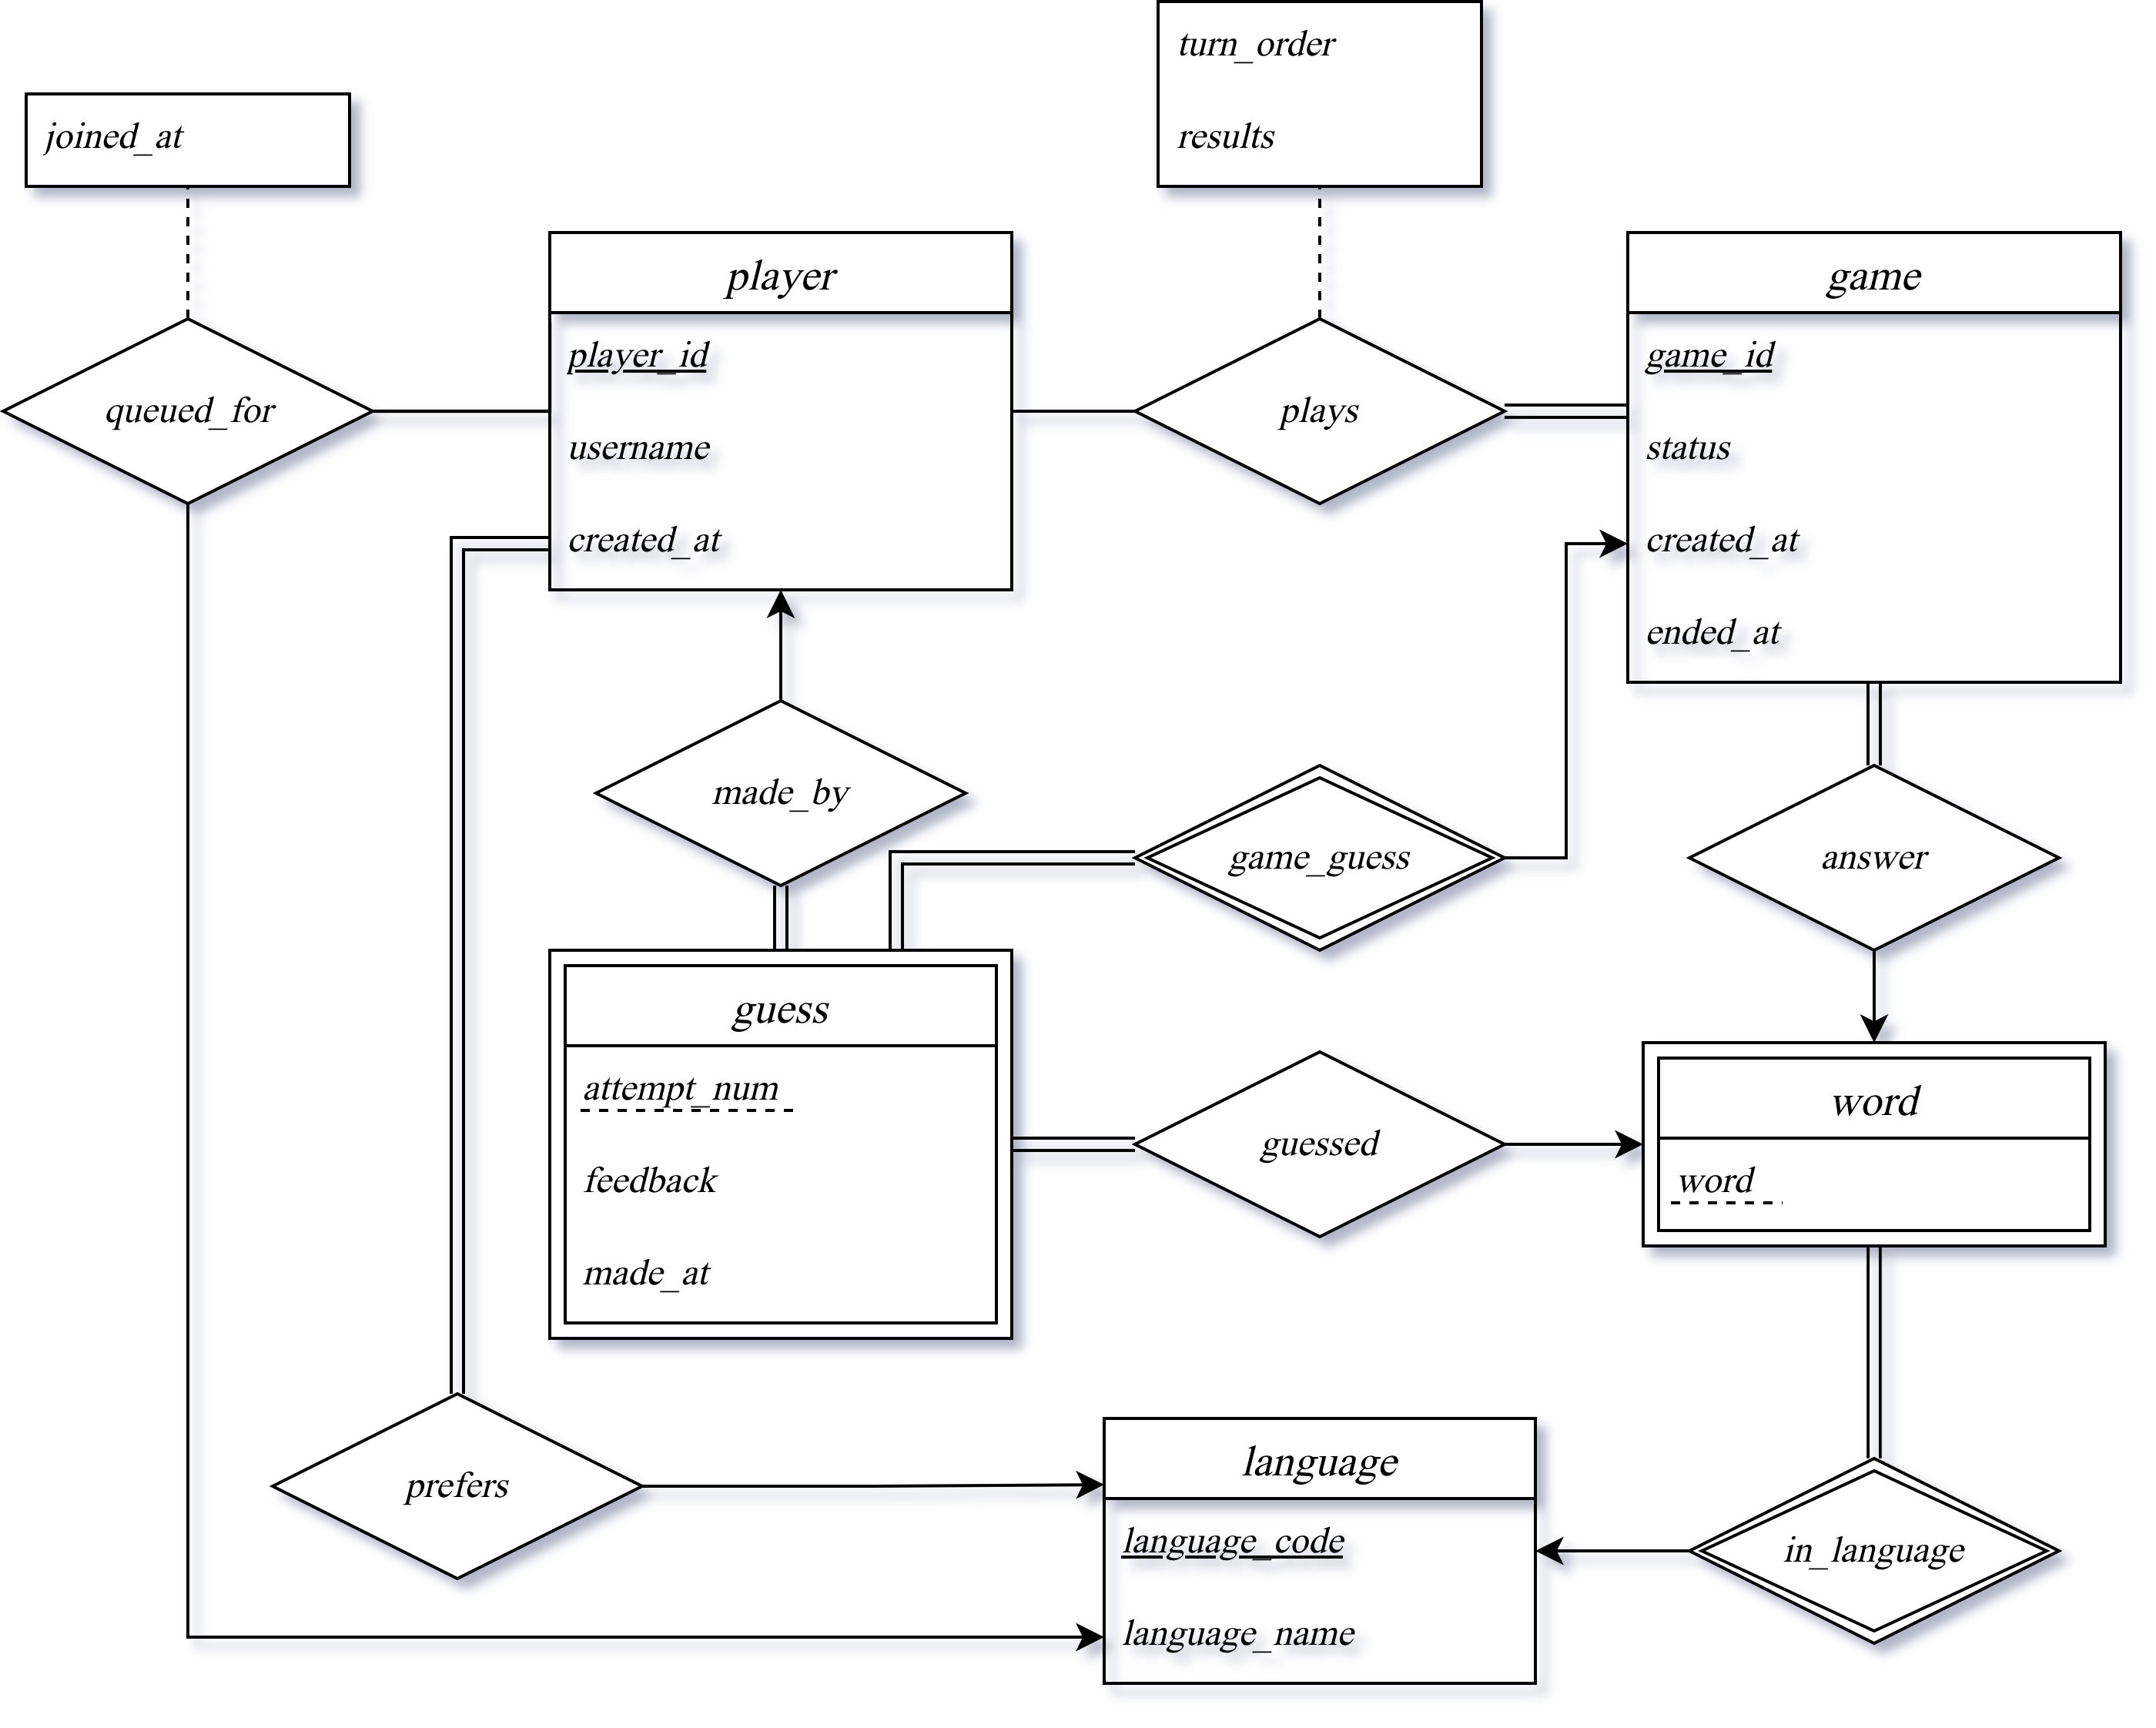 turn_order
results
joined_at
player
player_id
username
created_at
game
game_id
status
created_at
ended_at
queued_for
plays
made_by
game_guess
answer
guess
attempt_num
feedback
made_at
guessed
word
word
prefers
language
language_code
language_name
in_language